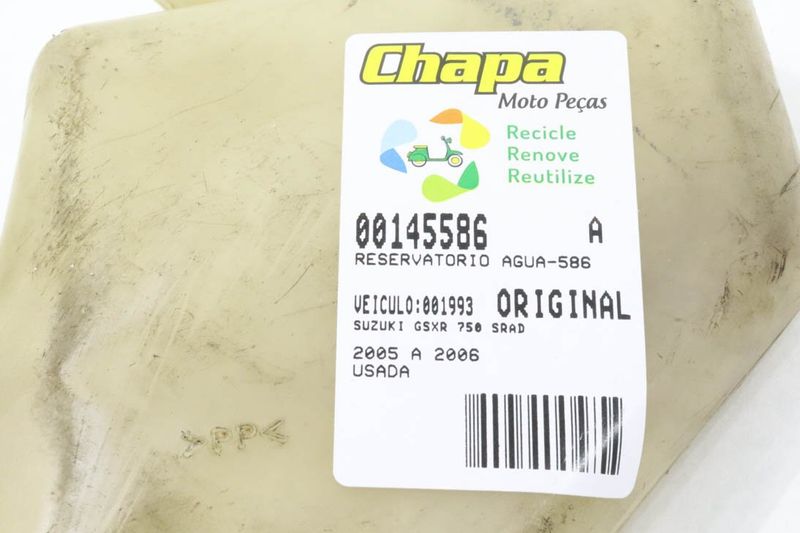 Chapa
Moto Peças
Recicle
Renove
Reutilize
00145586 A
RESERVATORIO AGUA-586
VEICULO:001993 ORIGINAL
SUZUKI GSXR 750 SRAD
2005 A 2006
USADA
>PP<